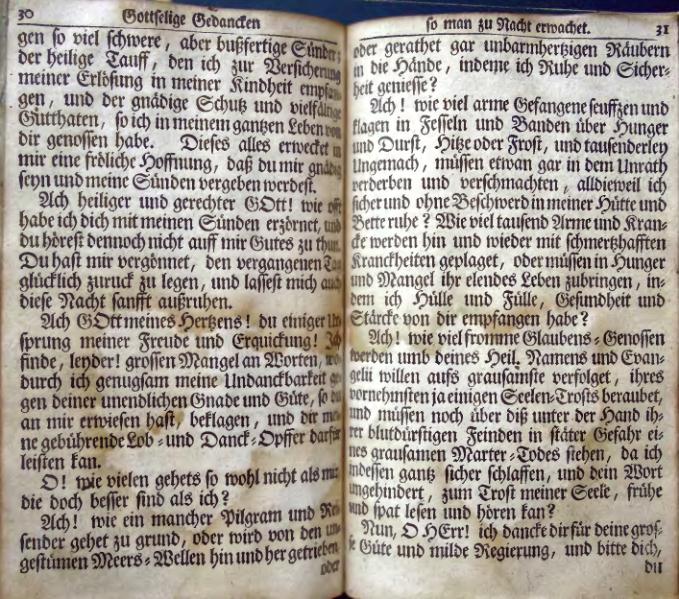 30 Gottselige Gedancken
gen so viel schwere, aber bußfertige Sünder;
der heilige Tauff, den ich zur Versicherung
meiner Erlösung in meiner Kindheit empfan-
gen, und der gnädige Schutz und vielfältige
Gutthaten, so ich in meinem gantzen Leben von
dir genossen habe. Dieses alles erwecket in
mir eine fröliche Hoffnung, daß du mir gnädig
seyn und meine Sünden vergeben werdest.
Ach heiliger und gerechter GOtt! wie offt
habe ich dich mit meinen Sünden erzörnet, und
du hörest dennoch nicht auff mir Gutes zu thun.
Du hast mir vergönnet, den vergangenen Tag
glücklich zuruck zu legen, und lassest mich auch
diese Nacht sanfft außruhen.
Ach GOtt meines Hertzens! du einiger Ur-
sprung meiner Freude und Erquickung! Ich
finde, leyder! grossen Mangel an Worten, wo-
durch ich genugsam meine Undanckbarkeit ge-
gen deiner unendlichen Gnade und Güte, so du
an mir erwiesen hast, beklagen, und dir mei-
ne gebührende Lob- und Danck-Opffer darfür
leisten kan.
O! wie vielen gehets so wohl nicht als mir,
die doch besser sind als ich?
Ach! wie ein mancher Pilgram und Rei-
sender gehet zu grund, oder wird von den un-
gestümen Meers-Wellen hin und her getrieben,
oder
so man zu Nacht erwachet. 31
oder gerathet gar unbarmhertzigen Räubern
in die Hände, indeme ich Ruhe und Sicher-
heit geniesse?
Ach! wie viel arme Gefangene seuffzen und
klagen in Fesseln und Banden über Hunger
und Durst, Hitze oder Frost, und tausenderley
Ungemach, müssen etwan gar in dem Unrath
verderben und verschmachten, alldieweil ich
sicher und ohne Beschwerd in meiner Hütte und
Bette ruhe? Wie viel tausend Arme und Kran-
cke werden hin und wieder mit schmertzhafften
Kranckheiten geplaget, oder müssen in Hunger
und Mangel ihr elendes Leben zubringen, in-
dem ich Hülle und Fülle, Gesundheit und
Stärcke von dir empfangen habe?
Ach! wie viel fromme Glaubens-Genossen
werden umb deines Heil. Namens und Evan-
gelii willen aufs grausamste verfolget, ihres
vornehmsten ja einigen Seelen-Trosts beraubet,
und müssen noch über diß unter der Hand ih-
rer blutdürstigen Feinden in stäter Gefahr ei-
nes grausamen Marter-Todes stehen, da ich
indessen gantz sicher schlaffen, und dein Wort
ungehindert, zum Trost meiner Seele, frühe
und spat lesen und hören kan?
Nun, O HErr! ich dancke dir für deine gros-
se Güte und milde Regierung, und bitte dich,
du